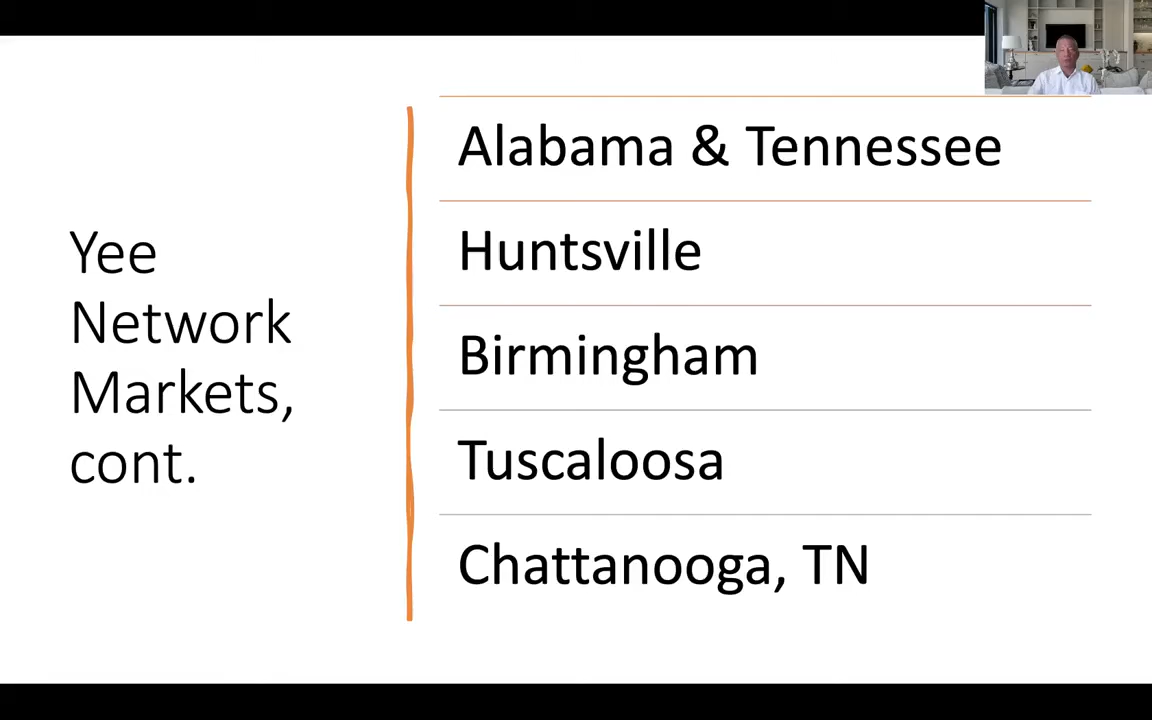 Yee
Network
Markets,
cont.
Alabama & Tennessee
Huntsville
Birmingham
Tuscaloosa
Chattanooga, TN